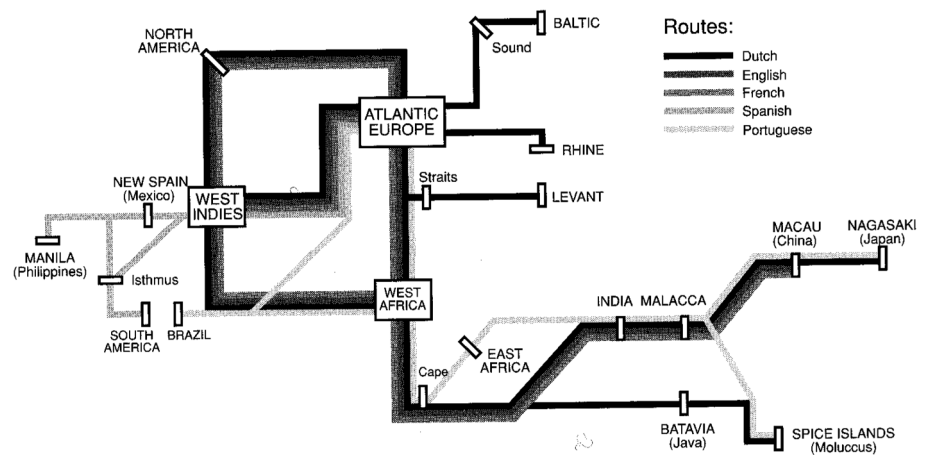 NORTH
AMERICA
BALTIC
Sound
Routes:
Dutch
English
French
Spanish
Portuguese
ATLANTIC
EUROPE
RHINE
Straits
LEVANT
NEW SPAIN
(Mexico)
WEST
INDIES
MANILA
(Philippines)
Isthmus
SOUTH
AMERICA
BRAZIL
WEST
AFRICA
MACAU
(China)
NAGASAKI
(Japan)
INDIA MALACCA
EAST
AFRICA
Cape
BATAVIA
(Java)
SPICE ISLANDS
(Moluccus)